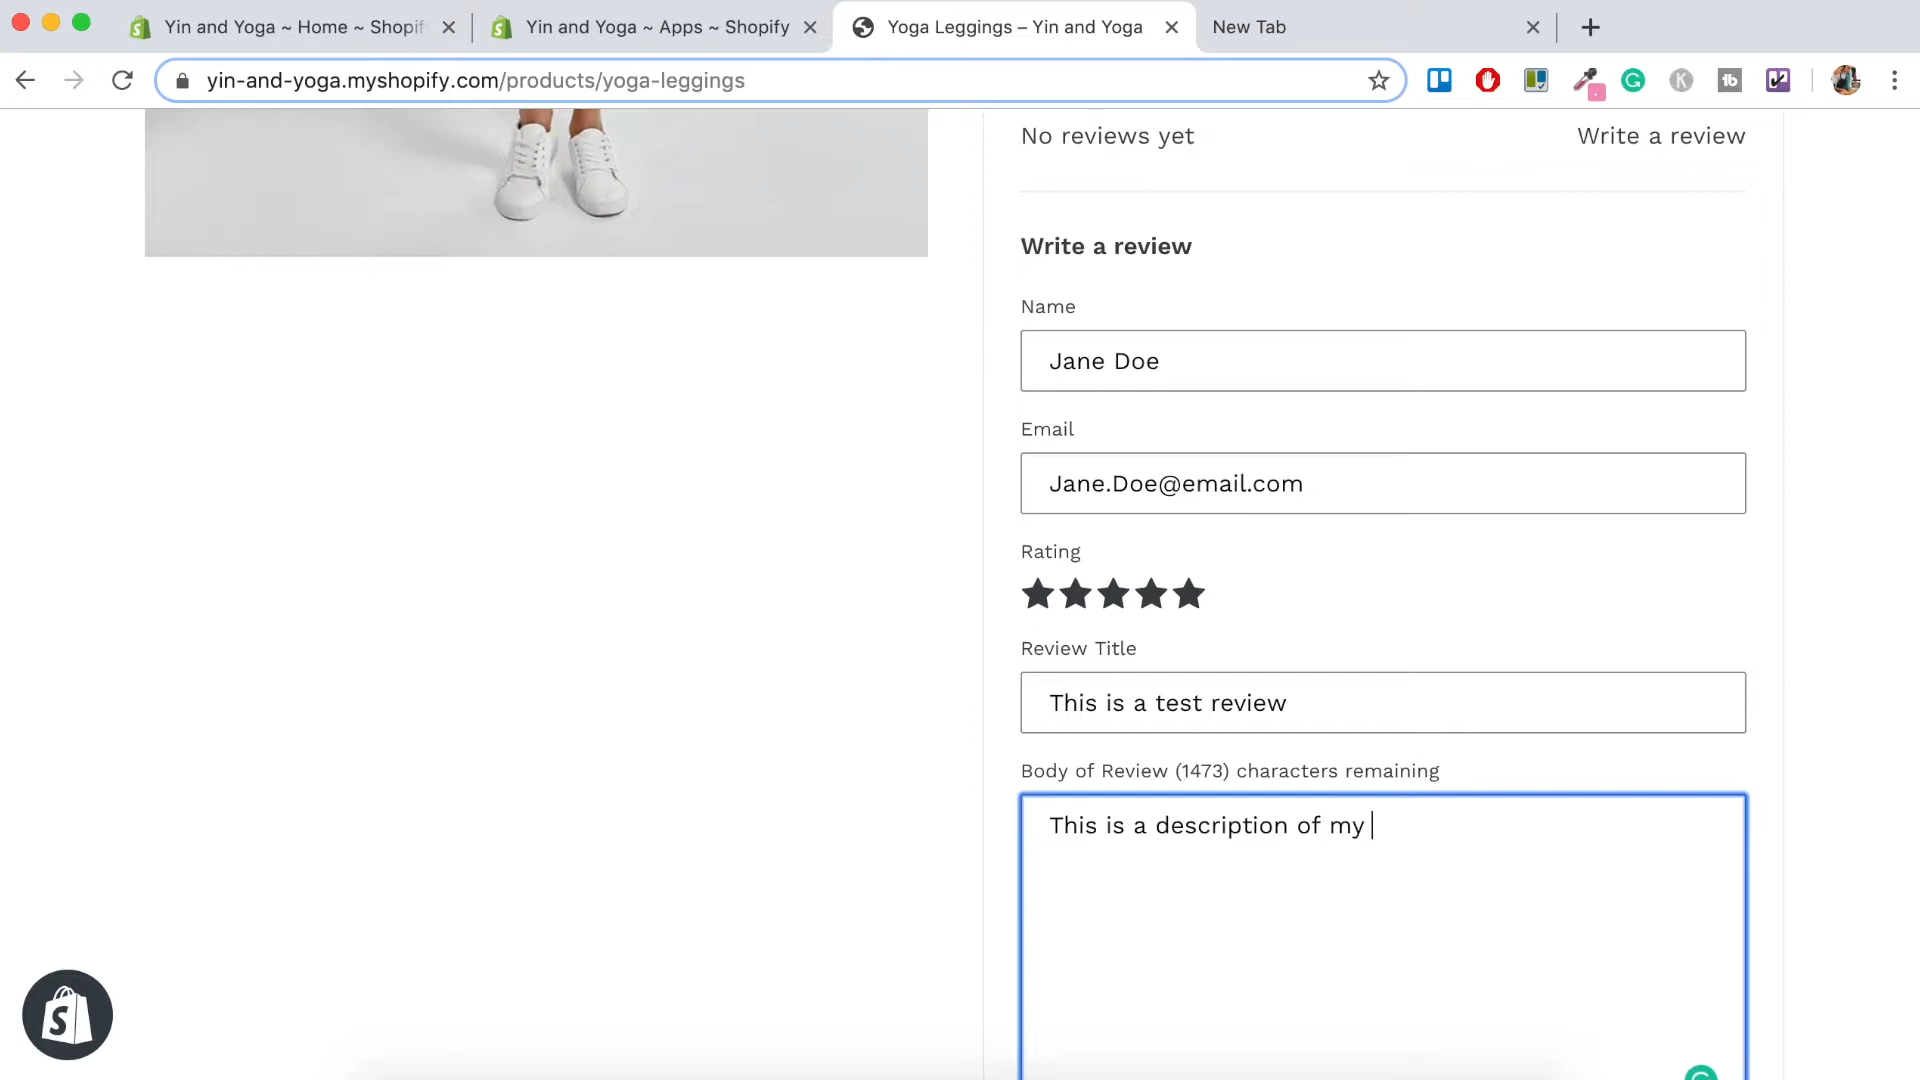 Yin and Yoga ~ Home ~ Shopif
Yin and Yoga ~ Apps ~ Shopify
Yoga Leggings – Yin and Yoga
New Tab
yin-and-yoga.myshopify.com/products/yoga-leggings
No reviews yet
Write a review
Write a review
Name
Jane Doe
Email
Jane.Doe@email.com
Rating
Review Title
This is a test review
Body of Review (1473) characters remaining
This is a description of my